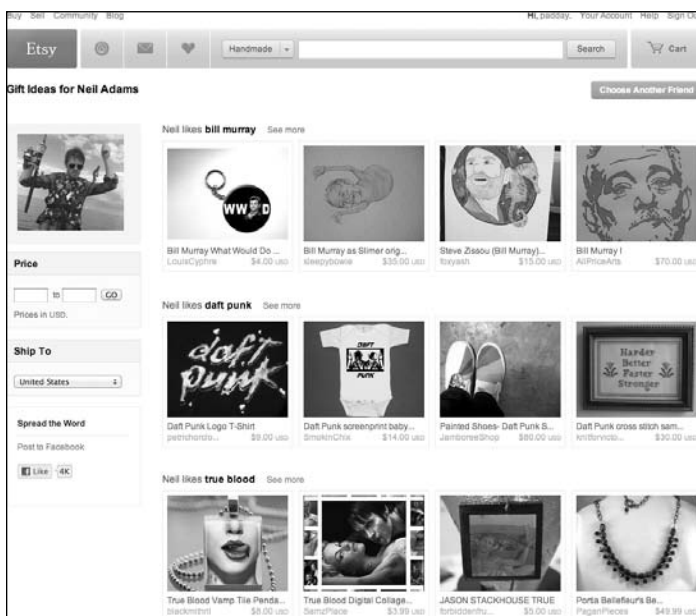 Buy Sell Community Blog
Hi, padday. Your Account Help Sign Ou
Etsy
Handmade
Search
Cart
Gift Ideas for Neil Adams
Choose Another Friend
Neil likes bill murray See more
WW D
Bill Murray What Would Do ...
LouisCyphre $4.00 USD
Bill Murray as Slimer orig...
sleepybowie $35.00 USD
Steve Zissou (Bill Murray)...
foxyash $15.00 USD
Bill Murray I
AllPriceArts $70.00 USD
Price
to
GO
Prices in USD.
Ship To
United States
Spread the Word
Post to Facebook
Like 4K
Neil likes daft punk See more
daft
punk
DAFT
PUNK
Harder
Better
Faster
Stronger
Daft Punk Logo T-Shirt
$9.00 USD
Daft Punk screenprint baby...
SmokinChix $14.00 USD
Painted Shoes- Daft Punk S...
JamboreeShop $80.00 USD
Daft Punk cross stitch sam...
knitforvicto... $30.00 USD
Neil likes true blood See more
True Blood Vamp Tile Penda...
blackmithril $8.00 USD
True Blood Digital Collage...
SamzPlace $3.99 USD
JASON STACKHOUSE TRUE
forbiddenfru... $5.00 USD
Portia Bellefleur's Be...
PaganPieces $49.99 USD